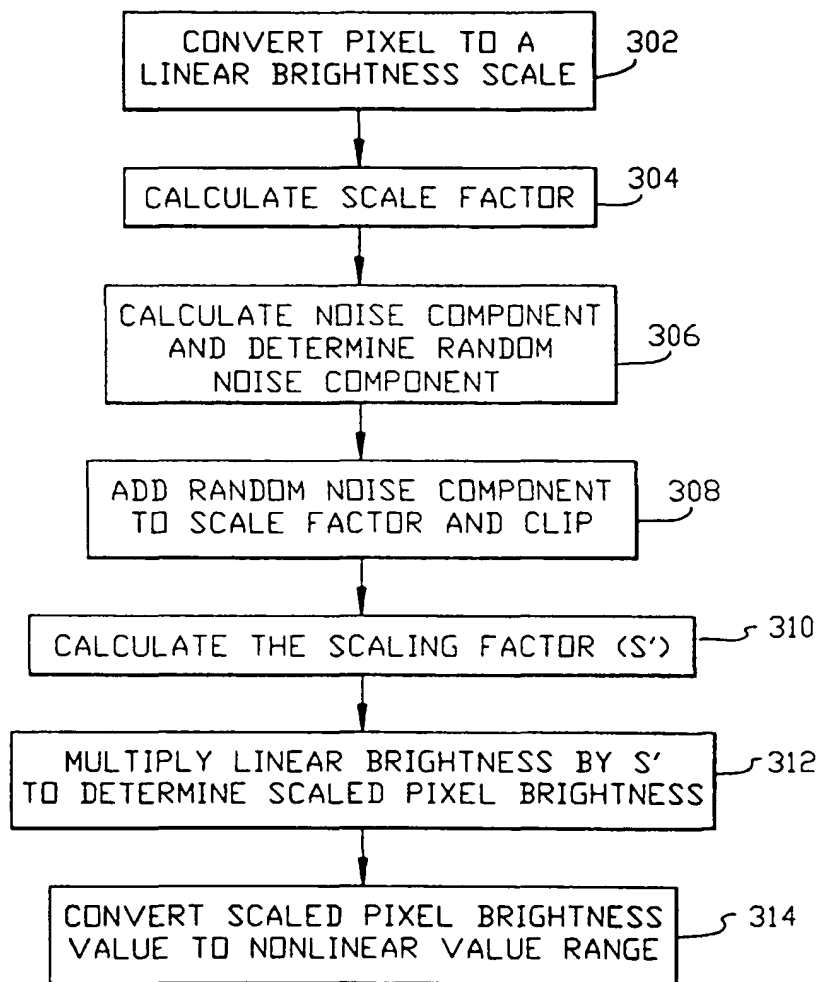 CONVERT PIXEL TO A
LINEAR BRIGHTNESS SCALE
302
CALCULATE SCALE FACTOR
304
CALCULATE NOISE COMPONENT
AND DETERMINE RANDOM
NOISE COMPONENT
306
ADD RANDOM NOISE COMPONENT
TO SCALE FACTOR AND CLIP
308
CALCULATE THE SCALING FACTOR (S')
310
MULTIPLY LINEAR BRIGHTNESS BY S'
TO DETERMINE SCALED PIXEL BRIGHTNESS
312
CONVERT SCALED PIXEL BRIGHTNESS
VALUE TO NONLINEAR VALUE RANGE
314